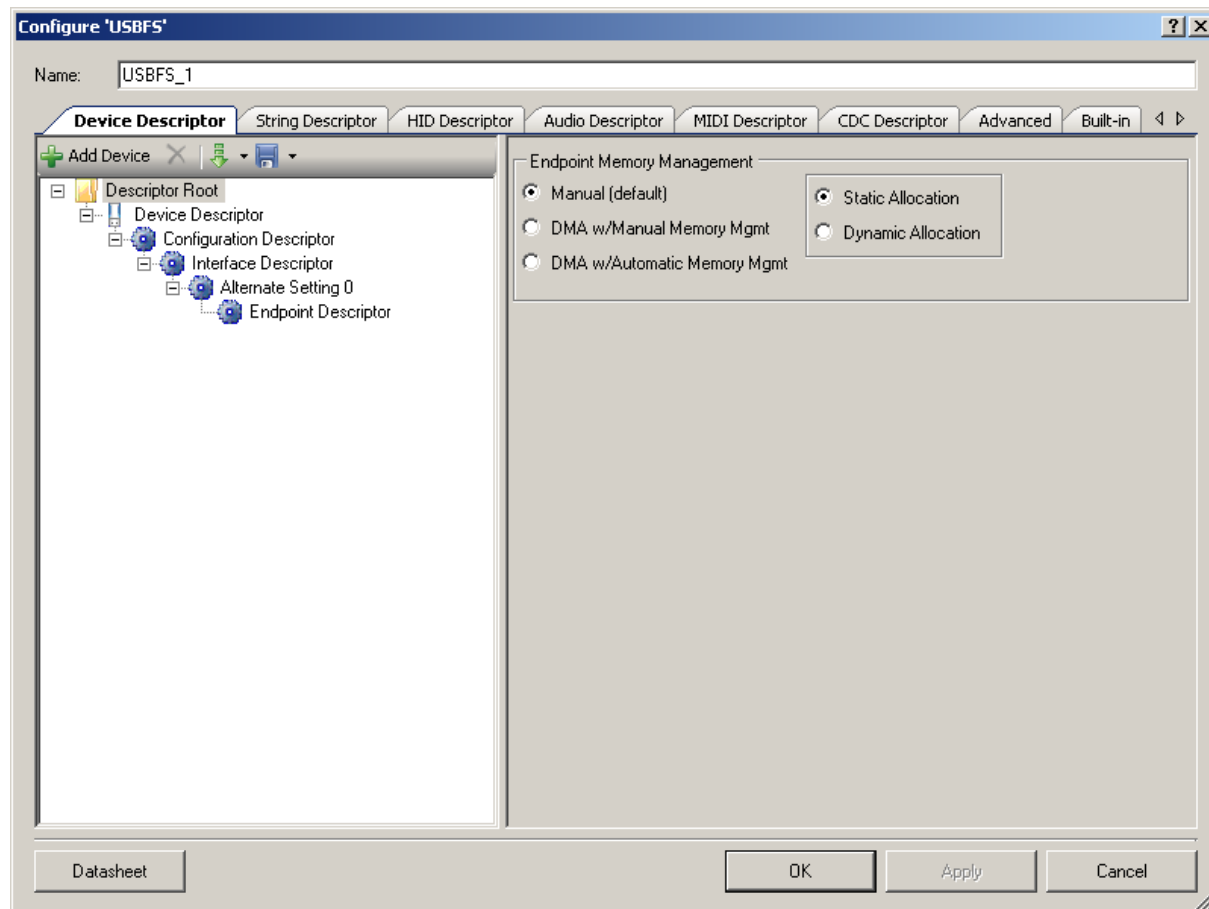 Configure 'USBFS'
Name: USBFS_1
Device Descriptor String Descriptor HID Descriptor Audio Descriptor MIDI Descriptor CDC Descriptor Advanced Built-in
Add Device
Descriptor Root
Device Descriptor
Configuration Descriptor
Interface Descriptor
Alternate Setting 0
Endpoint Descriptor
Endpoint Memory Management
Manual (default)
DMA w/Manual Memory Mgmt
DMA w/Automatic Memory Mgmt
Static Allocation
Dynamic Allocation
Datasheet OK Apply Cancel